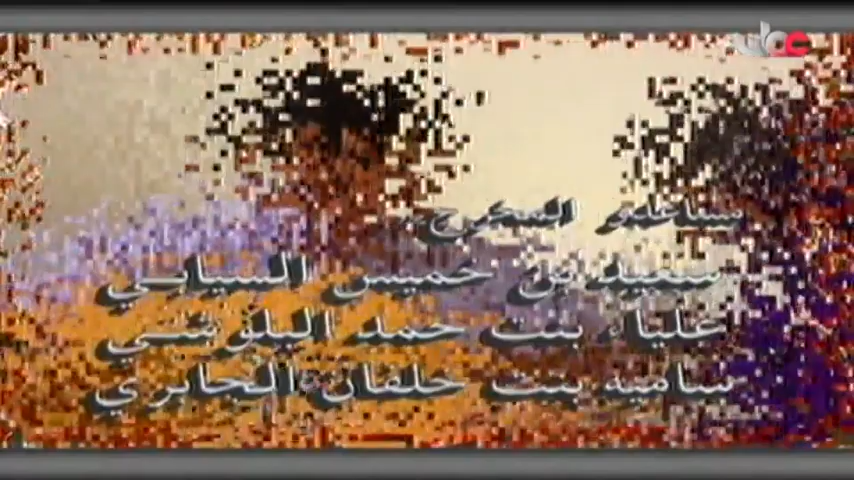 مساعدو المخرج..
سعيد بن خميس السيابي
علياء بنت حمد البلوشي
سامية بنت خلفان الجابري